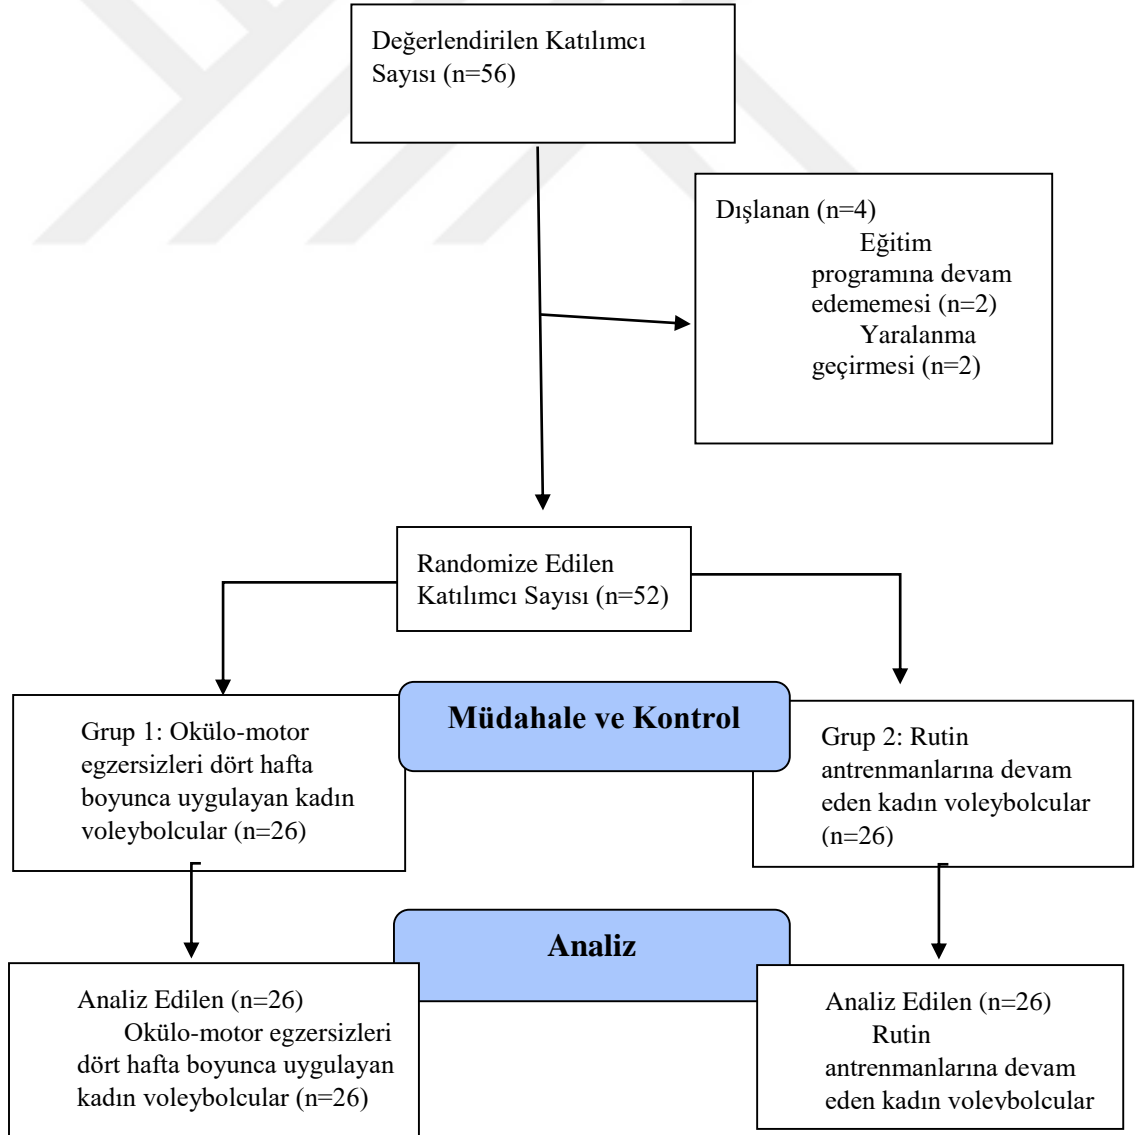 Değerlendirilen Katılımcı
Sayısı (n=56)
Dışlanan (n=4)
Eğitim
programına devam
edememesi (n=2)
Yaralanma
geçirmesi (n=2)
Randomize Edilen
Katılımcı Sayısı (n=52)
Müdahale ve Kontrol
Grup 1: Okülo-motor
egzersizleri dört hafta
boyunca uygulayan kadın
voleybolcular (n=26)
Grup 2: Rutin
antrenmanlarına devam
eden kadın voleybolcular
(n=26)
Analiz
Analiz Edilen (n=26)
Okülo-motor egzersizleri
dört hafta boyunca uygulayan
kadın voleybolcular (n=26)
Analiz Edilen (n=26)
Rutin
antrenmanlarına devam
eden kadın voleybolcular